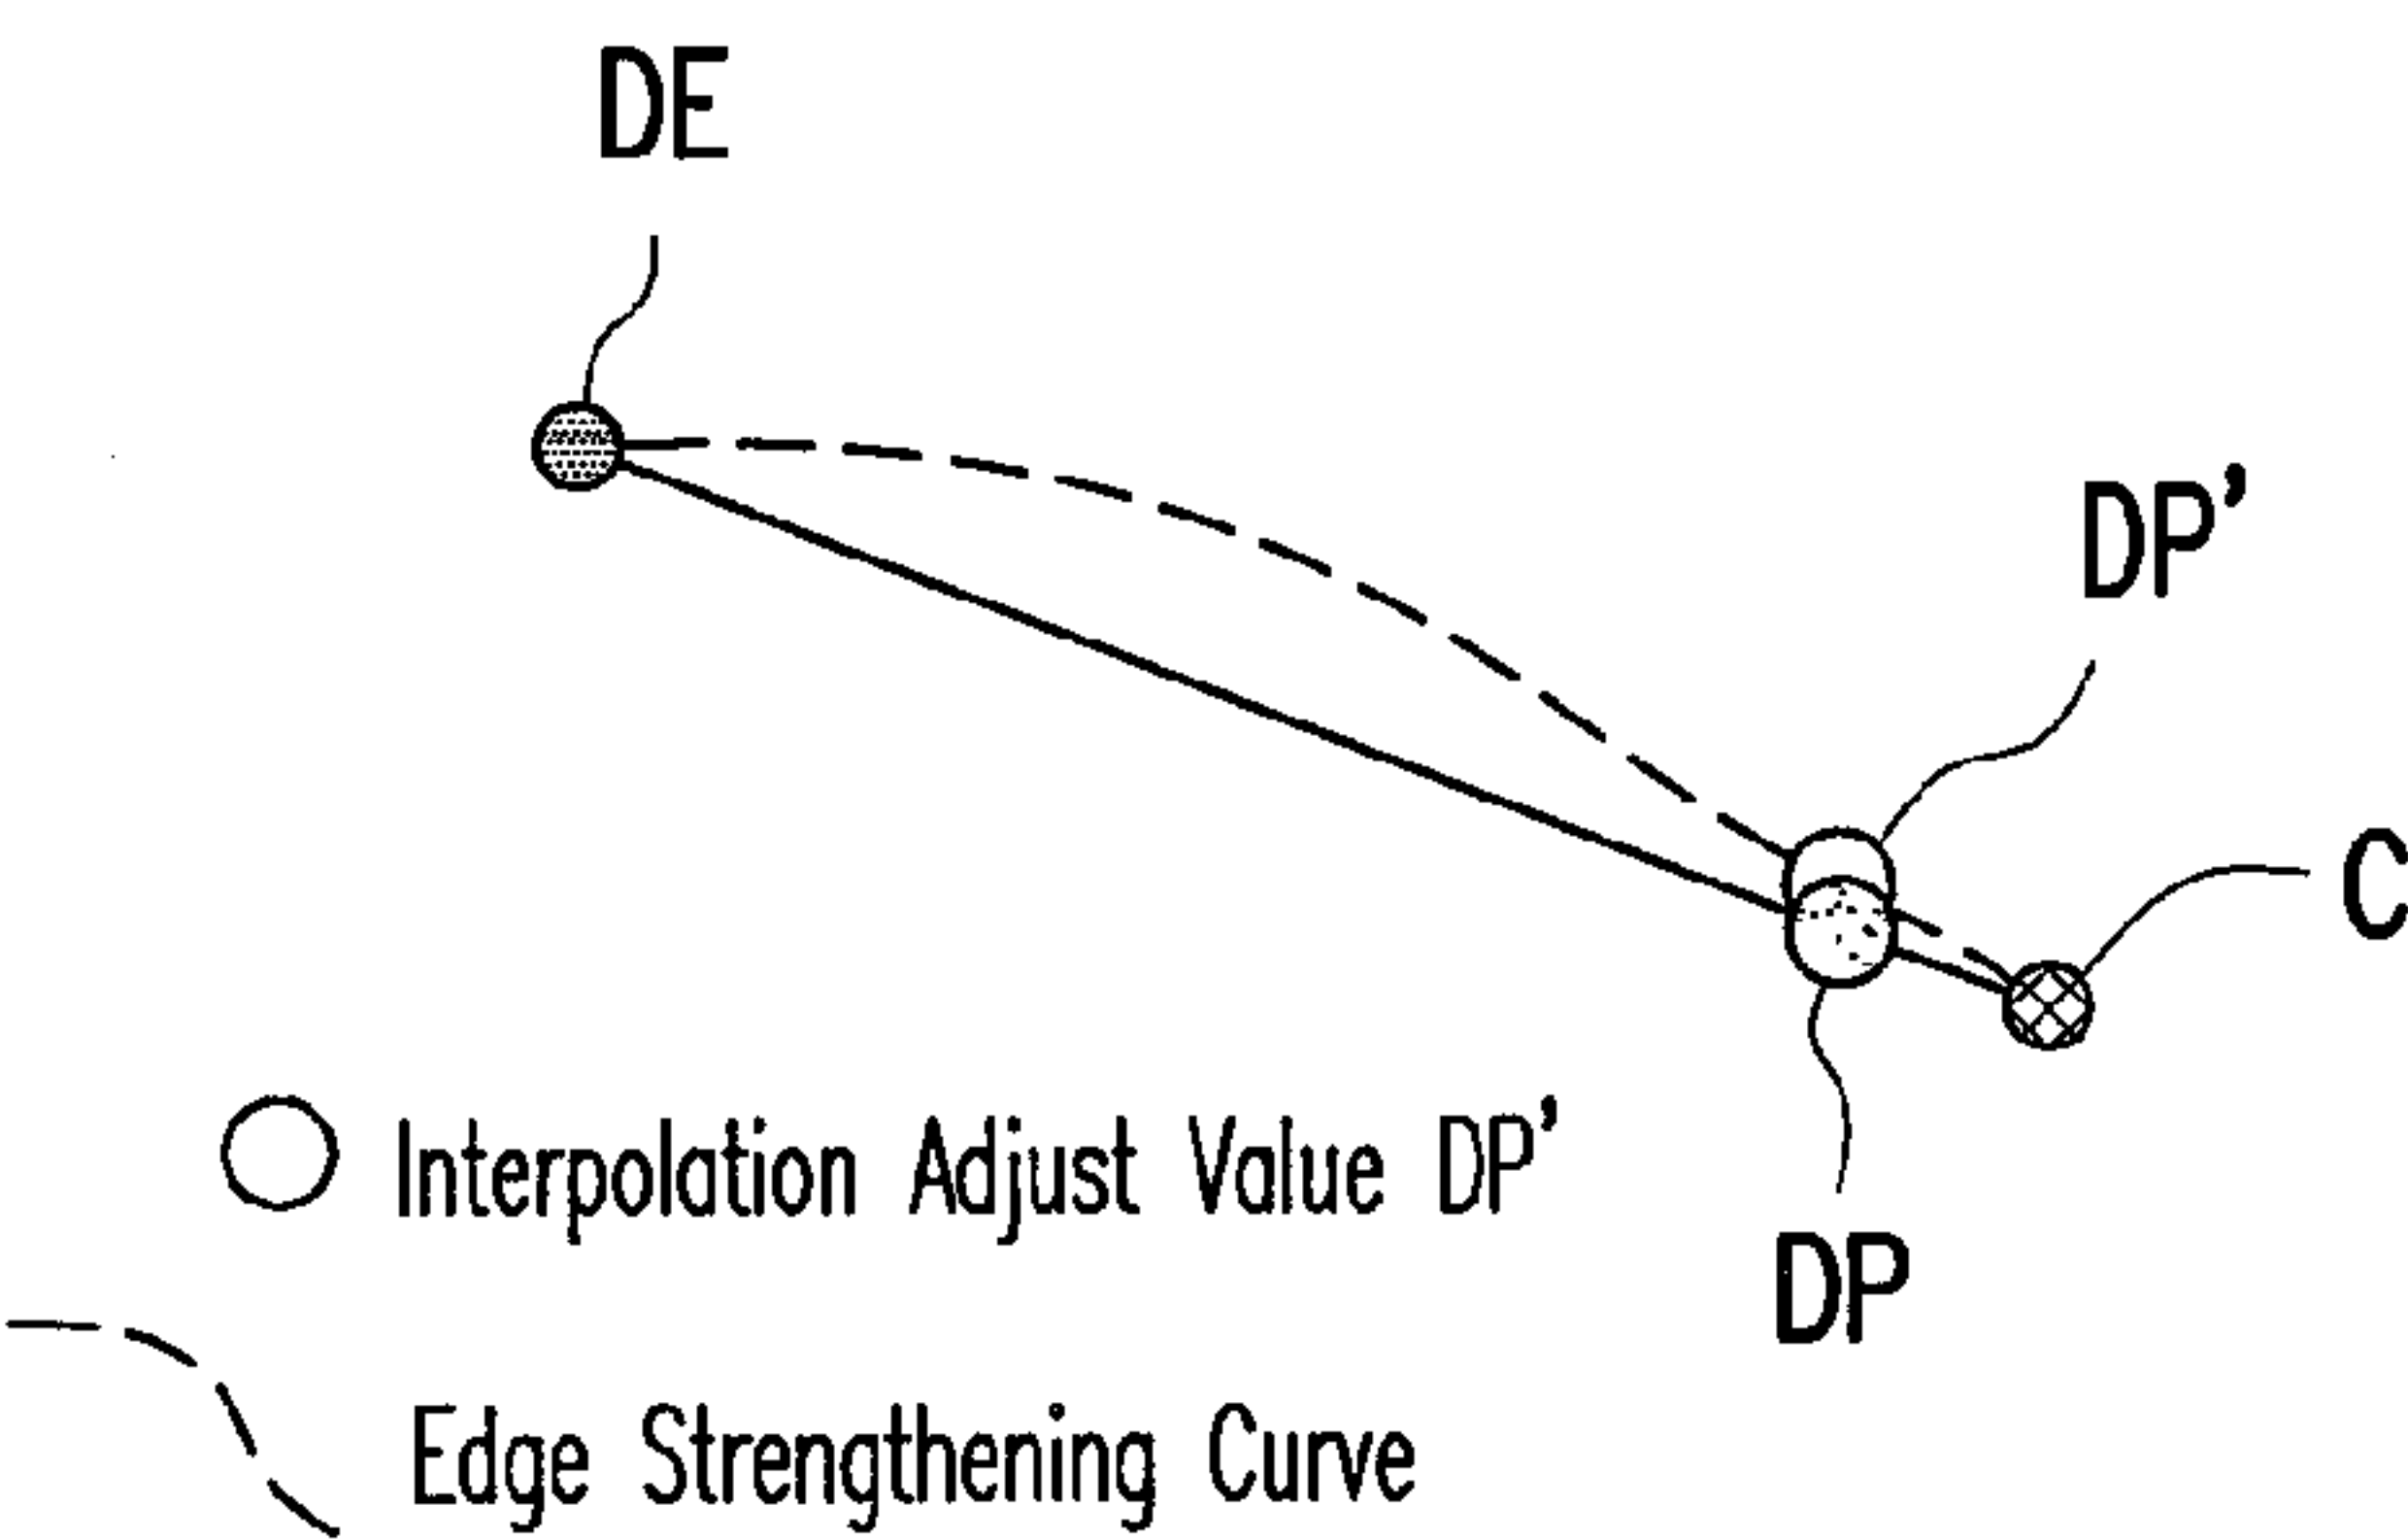 DE
DP'
C
Interpolation Adjust Value DP'
DP
Edge Strengthening Curve